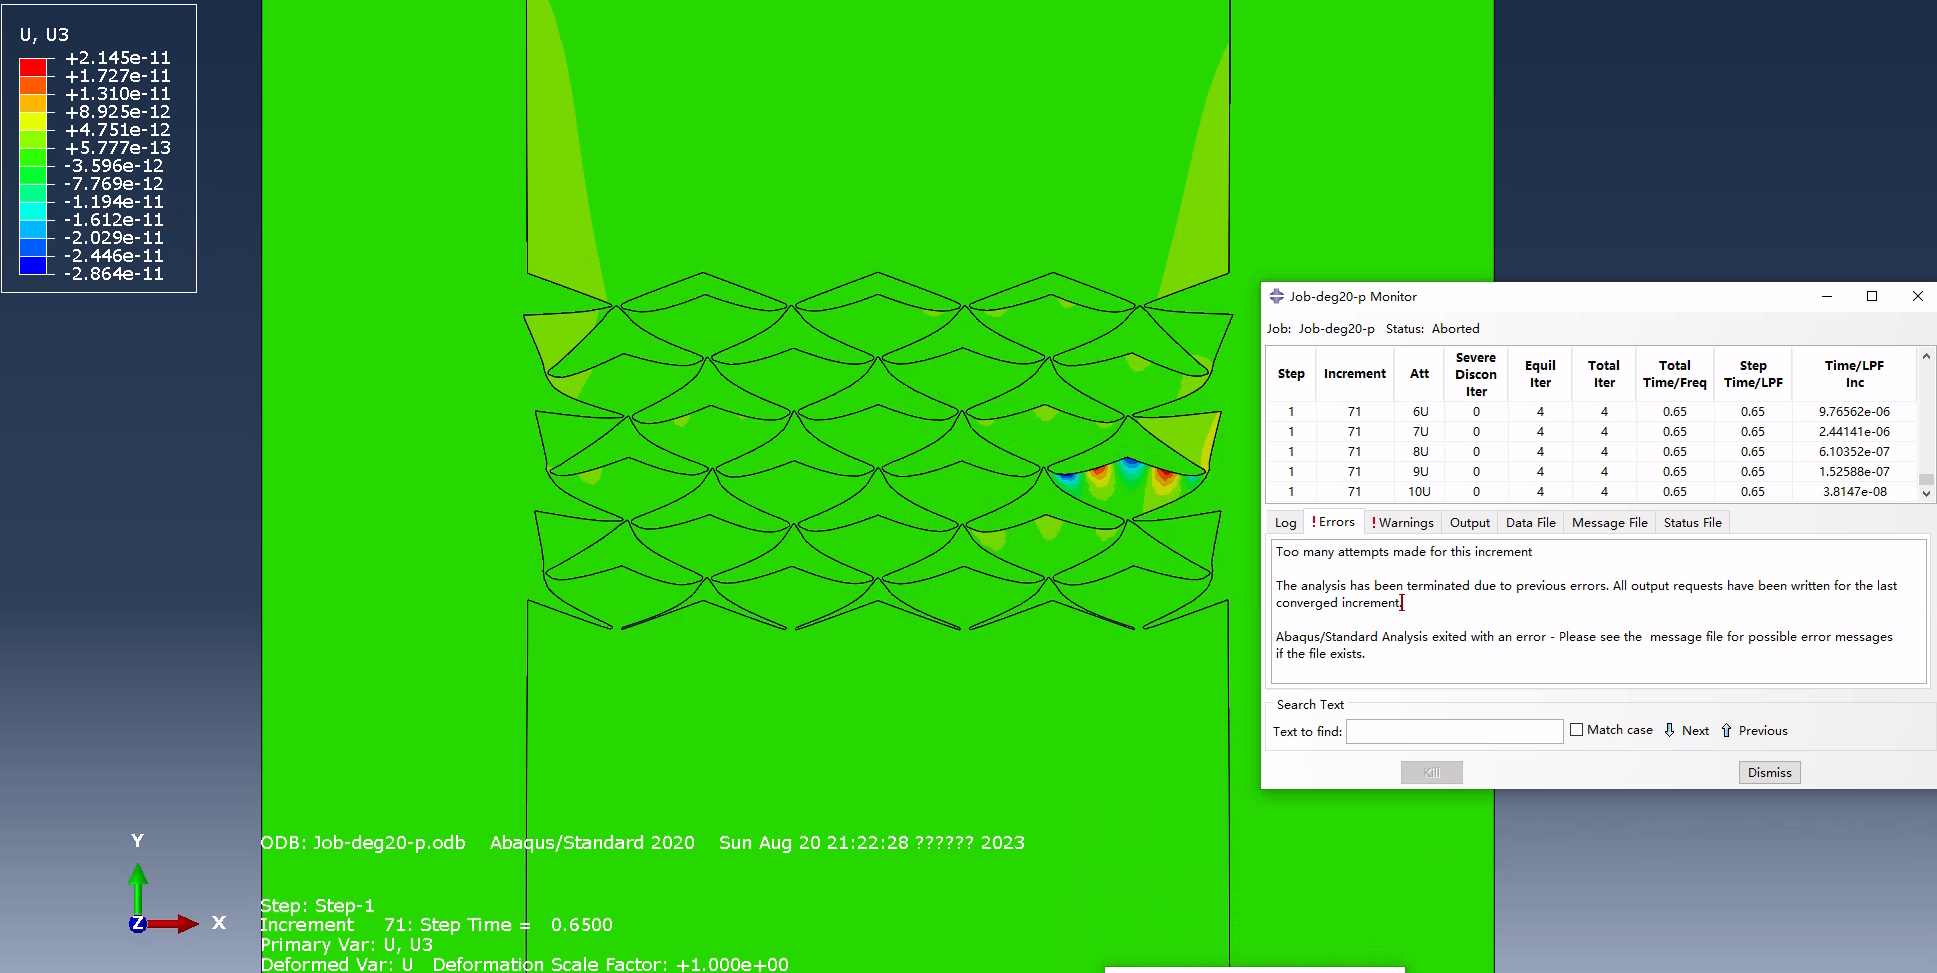 U, U3
+2.145e-11
+1.727e-11
+1.310e-11
+8.925e-12
+4.751e-12
+5.777e-13
-3.596e-12
-7.769e-12
-1.194e-11
-1.612e-11
-2.029e-11
-2.446e-11
-2.864e-11
Job-deg20-p Monitor
Job: Job-deg20-p Status: Aborted
Step Increment Att Severe Discon Iter Equil Iter Total Iter Total Time/Freq Step Time/LPF Time/LPF Inc
1 71 6U 0 4 4 0.65 0.65 9.76562e-06
1 71 7U 0 4 4 0.65 0.65 2.44141e-06
1 71 8U 0 4 4 0.65 0.65 6.10352e-07
1 71 9U 0 4 4 0.65 0.65 1.52588e-07
1 71 10U 0 4 4 0.65 0.65 3.8147e-08
Log ! Errors ! Warnings Output Data File Message File Status File
Too many attempts made for this increment
The analysis has been terminated due to previous errors. All output requests have been written for the last
converged increment.
Abaqus/Standard Analysis exited with an error - Please see the message file for possible error messages
if the file exists.
Search Text
Text to find: Match case Next Previous
Kill Dismiss
Y
Z X
ODB: Job-deg20-p.odb Abaqus/Standard 2020 Sun Aug 20 21:22:28 ?????? 2023
Step: Step-1
Increment 71: Step Time = 0.6500
Primary Var: U, U3
Deformed Var: U Deformation Scale Factor: +1.000e+00